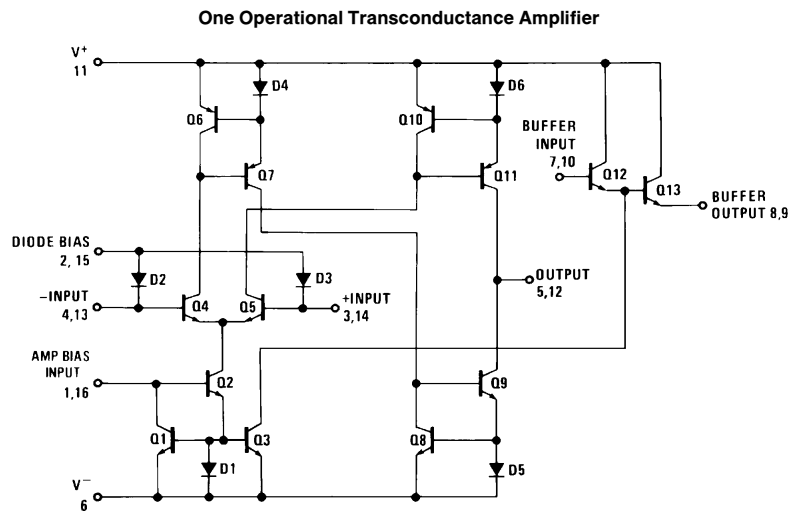 One Operational Transconductance Amplifier
V+
11
D4
D6
Q6
Q10
BUFFER
INPUT
7,10
Q7
Q11
Q12
Q13
BUFFER
OUTPUT 8,9
DIODE BIAS
2, 15
D2
D3
–INPUT
4,13
Q4
Q5
+INPUT
3,14
OUTPUT
5,12
AMP BIAS
INPUT
1,16
Q2
Q9
Q1
Q3
Q8
D1
D5
V–
6